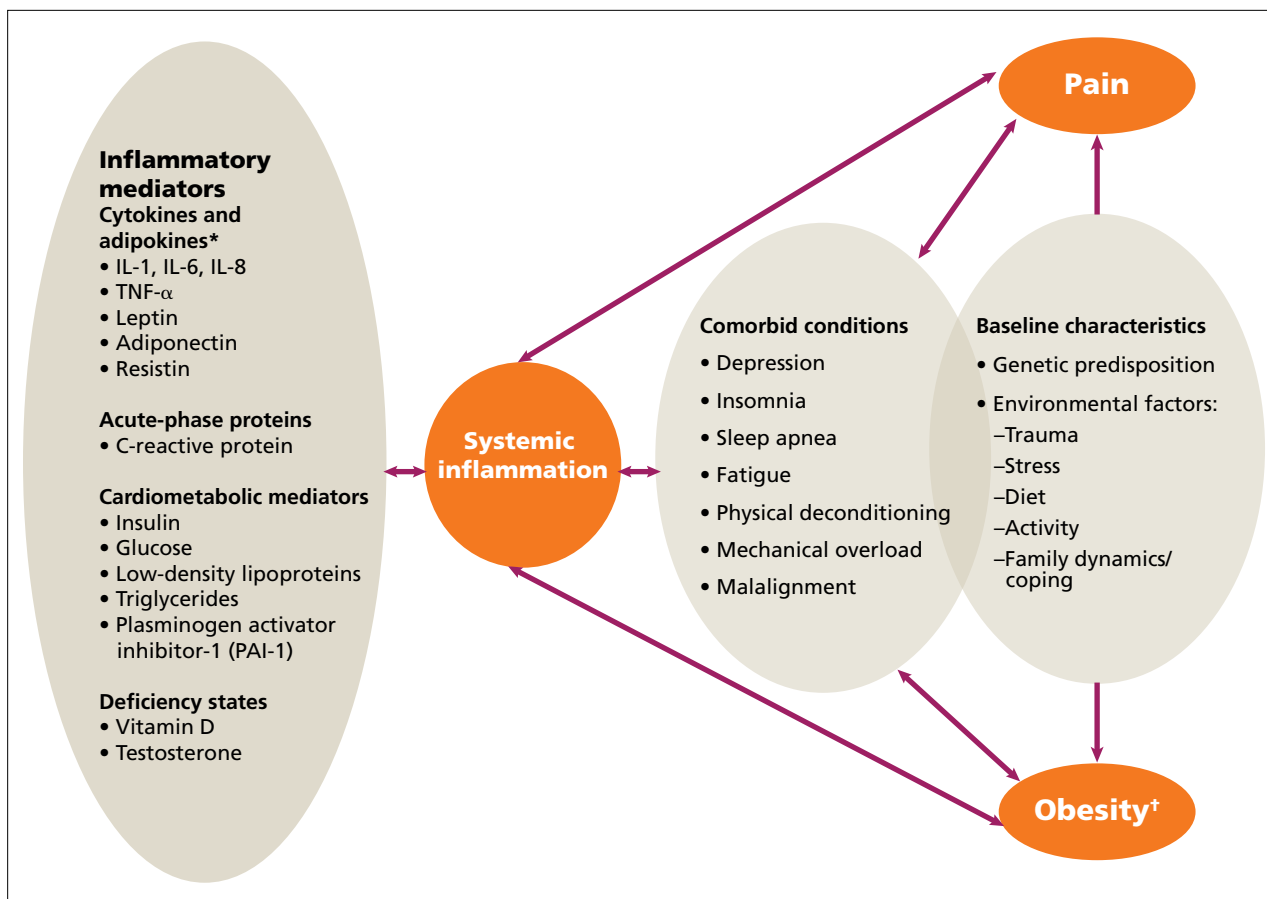 Inflammatory
mediators
Cytokines and
adipokines*
• IL-1, IL-6, IL-8
• TNF-α
• Leptin
• Adiponectin
• Resistin
Acute-phase proteins
• C-reactive protein
Cardiometabolic mediators
• Insulin
• Glucose
• Low-density lipoproteins
• Triglycerides
• Plasminogen activator
inhibitor-1 (PAI-1)
Deficiency states
• Vitamin D
• Testosterone
Systemic
inflammation
Pain
Comorbid conditions
• Depression
• Insomnia
• Sleep apnea
• Fatigue
• Physical deconditioning
• Mechanical overload
• Malalignment
Baseline characteristics
• Genetic predisposition
• Environmental factors:
–Trauma
–Stress
–Diet
–Activity
–Family dynamics/
coping
Obesity†